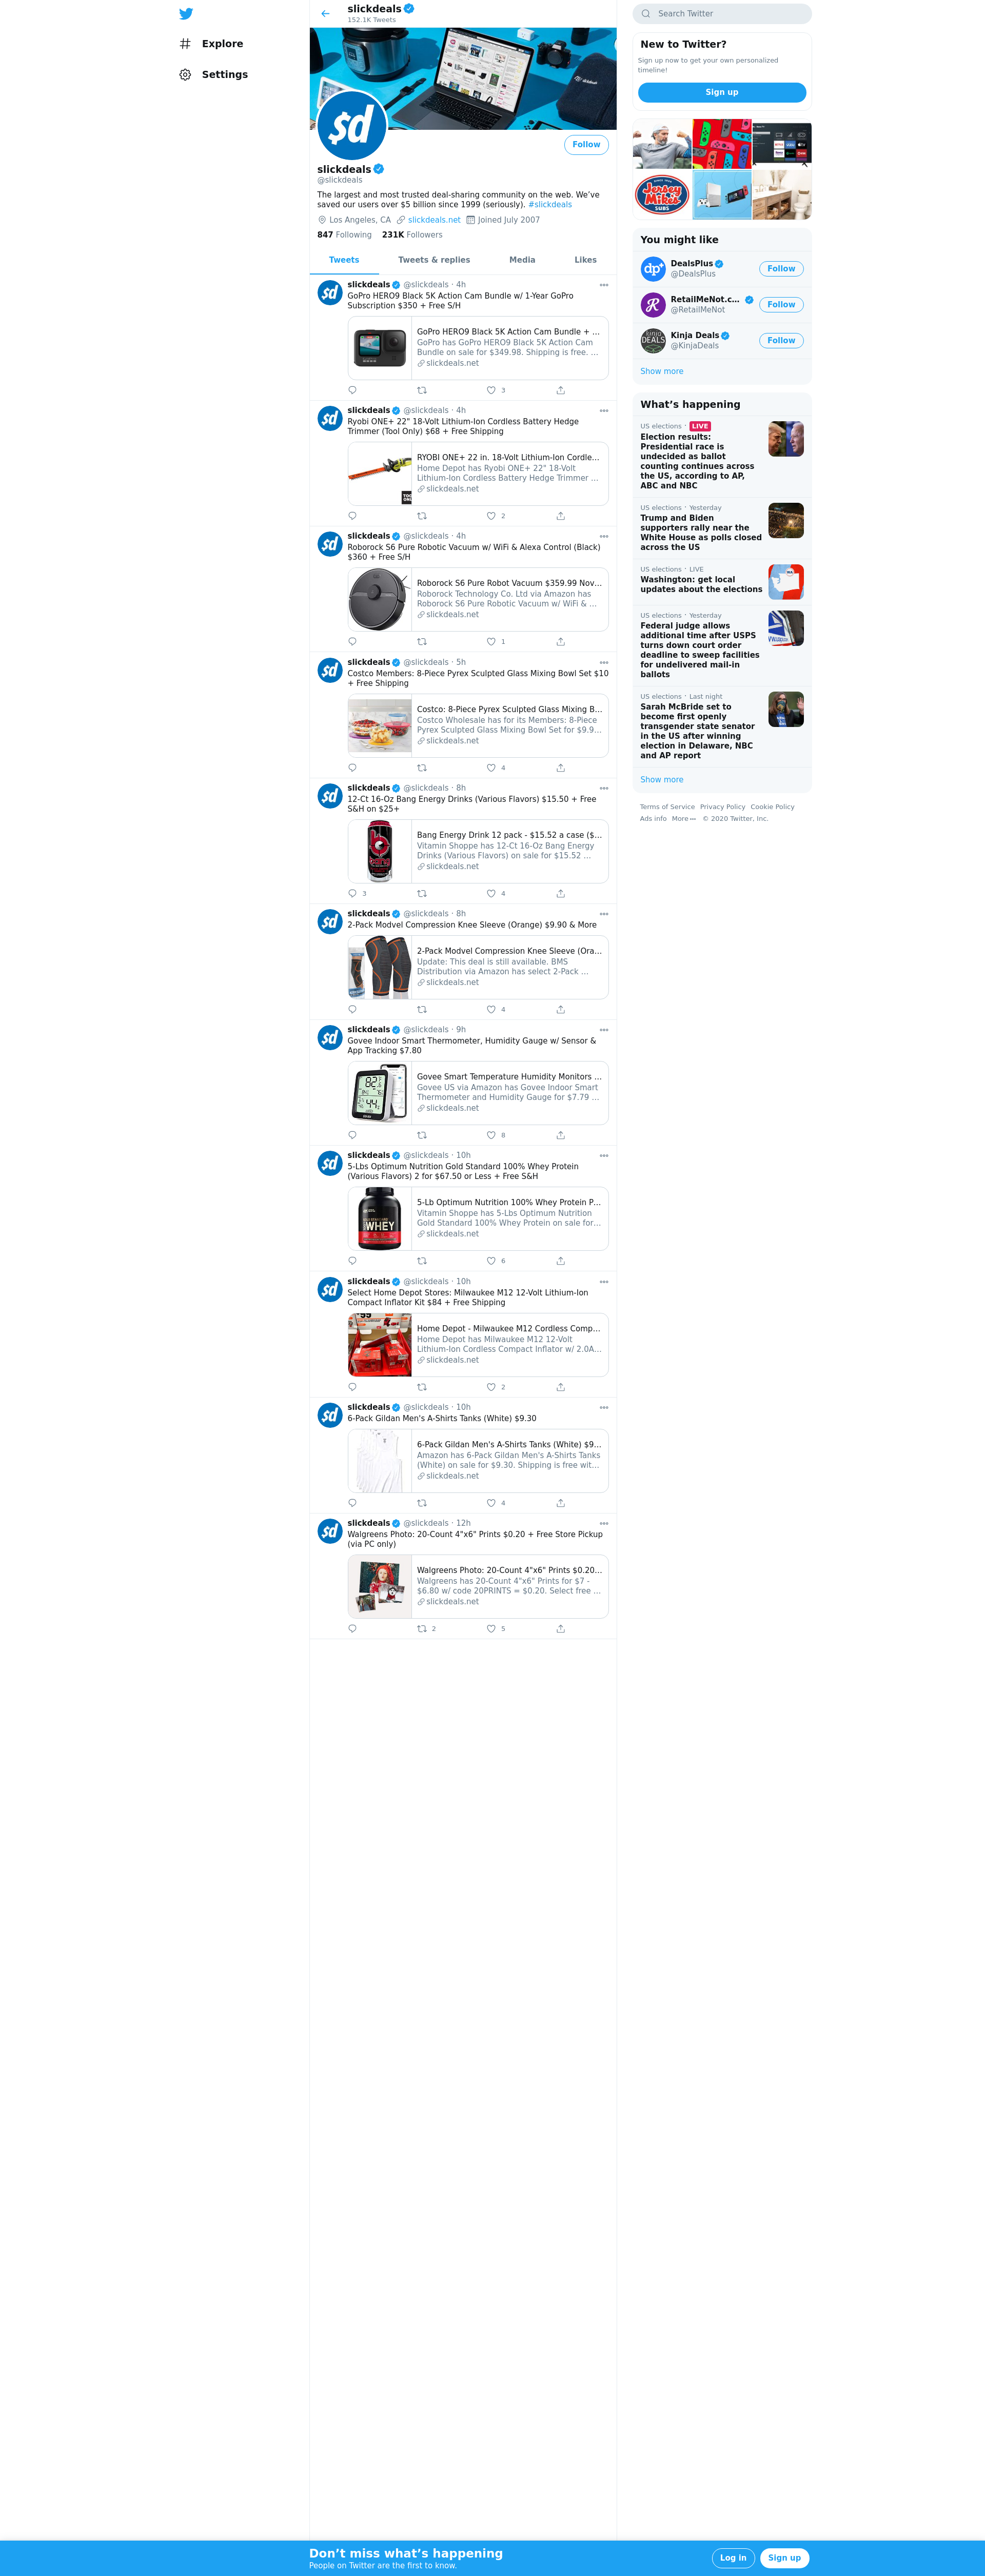 Explore
Settings
slickdeals
152.1K Tweets
$d
Follow
slickdeals
@slickdeals
The largest and most trusted deal-sharing community on the web. We've
saved our users over $5 billion since 1999 (seriously). #slickdeals
Los Angeles, CA slickdeals.net Joined July 2007
847 Following 231K Followers
Tweets Tweets & replies Media Likes
$d
slickdeals @slickdeals · 4h
GoPro HERO9 Black 5K Action Cam Bundle w/ 1-Year GoPro
Subscription $350 + Free S/H
GoPro HERO9 Black 5K Action Cam Bundle + ...
GoPro has GoPro HERO9 Black 5K Action Cam
Bundle on sale for $349.98. Shipping is free. ...
slickdeals.net
3
$d
slickdeals @slickdeals · 4h
Ryobi ONE+ 22" 18-Volt Lithium-Ion Cordless Battery Hedge
Trimmer (Tool Only) $68 + Free Shipping
RYOBI ONE+ 22 in. 18-Volt Lithium-Ion Cordle...
Home Depot has Ryobi ONE+ 22" 18-Volt
Lithium-Ion Cordless Battery Hedge Trimmer ...
slickdeals.net
2
$d
slickdeals @slickdeals · 4h
Roborock S6 Pure Robotic Vacuum w/ WiFi & Alexa Control (Black)
$360 + Free S/H
Roborock S6 Pure Robot Vacuum $359.99 Nov...
Roborock Technology Co. Ltd via Amazon has
Roborock S6 Pure Robotic Vacuum w/ WiFi & ...
slickdeals.net
1
$d
slickdeals @slickdeals · 5h
Costco Members: 8-Piece Pyrex Sculpted Glass Mixing Bowl Set $10
+ Free Shipping
Costco: 8-Piece Pyrex Sculpted Glass Mixing B...
Costco Wholesale has for its Members: 8-Piece
Pyrex Sculpted Glass Mixing Bowl Set for $9.9...
slickdeals.net
4
$d
slickdeals @slickdeals · 8h
12-Ct 16-Oz Bang Energy Drinks (Various Flavors) $15.50 + Free
S&H on $25+
bang
Bang Energy Drink 12 pack - $15.52 a case ($...
Vitamin Shoppe has 12-Ct 16-Oz Bang Energy
Drinks (Various Flavors) on sale for $15.52 ...
slickdeals.net
3 4
$d
slickdeals @slickdeals · 8h
2-Pack Modvel Compression Knee Sleeve (Orange) $9.90 & More
2-Pack Modvel Compression Knee Sleeve (Ora...
Update: This deal is still available. BMS
Distribution via Amazon has select 2-Pack ...
slickdeals.net
4
$d
slickdeals @slickdeals · 9h
Govee Indoor Smart Thermometer, Humidity Gauge w/ Sensor &
App Tracking $7.80
Govee Smart Temperature Humidity Monitors ...
Govee US via Amazon has Govee Indoor Smart
Thermometer and Humidity Gauge for $7.79 ...
slickdeals.net
8
$d
slickdeals @slickdeals · 10h
5-Lbs Optimum Nutrition Gold Standard 100% Whey Protein
(Various Flavors) 2 for $67.50 or Less + Free S&H
WHEY
5-Lb Optimum Nutrition 100% Whey Protein P...
Vitamin Shoppe has 5-Lbs Optimum Nutrition
Gold Standard 100% Whey Protein on sale for...
slickdeals.net
6
$d
slickdeals @slickdeals · 10h
Select Home Depot Stores: Milwaukee M12 12-Volt Lithium-Ion
Compact Inflator Kit $84 + Free Shipping
Home Depot - Milwaukee M12 Cordless Comp...
Home Depot has Milwaukee M12 12-Volt
Lithium-Ion Cordless Compact Inflator w/ 2.0A...
slickdeals.net
2
$d
slickdeals @slickdeals · 10h
6-Pack Gildan Men's A-Shirts Tanks (White) $9.30
6-Pack Gildan Men's A-Shirts Tanks (White) $9...
Amazon has 6-Pack Gildan Men's A-Shirts Tanks
(White) on sale for $9.30. Shipping is free wit...
slickdeals.net
4
$d
slickdeals @slickdeals · 12h
Walgreens Photo: 20-Count 4"x6" Prints $0.20 + Free Store Pickup
(via PC only)
Walgreens Photo: 20-Count 4"x6" Prints $0.20...
Walgreens has 20-Count 4"x6" Prints for $7 -
$6.80 w/ code 20PRINTS = $0.20. Select free ...
slickdeals.net
2 5
Search Twitter
New to Twitter?
Sign up now to get your own personalized
timeline!
Sign up
Jersey
Mike's
SUBS
You might like
dp+
DealsPlus
@DealsPlus
Follow
RetailMeNot.c...
@RetailMeNot
Follow
KINJA
DEALS
Kinja Deals
@KinjaDeals
Follow
Show more
What's happening
US elections · LIVE
Election results:
Presidential race is
undecided as ballot
counting continues across
the US, according to AP,
ABC and NBC
US elections · Yesterday
Trump and Biden
supporters rally near the
White House as polls closed
across the US
US elections · LIVE
Washington: get local
updates about the elections
US elections · Yesterday
Federal judge allows
additional time after USPS
turns down court order
deadline to sweep facilities
for undelivered mail-in
ballots
US elections · Last night
Sarah McBride set to
become first openly
transgender state senator
in the US after winning
election in Delaware, NBC
and AP report
Show more
Terms of Service Privacy Policy Cookie Policy
Ads info More ··· © 2020 Twitter, Inc.
Don't miss what's happening
People on Twitter are the first to know.
Log in Sign up